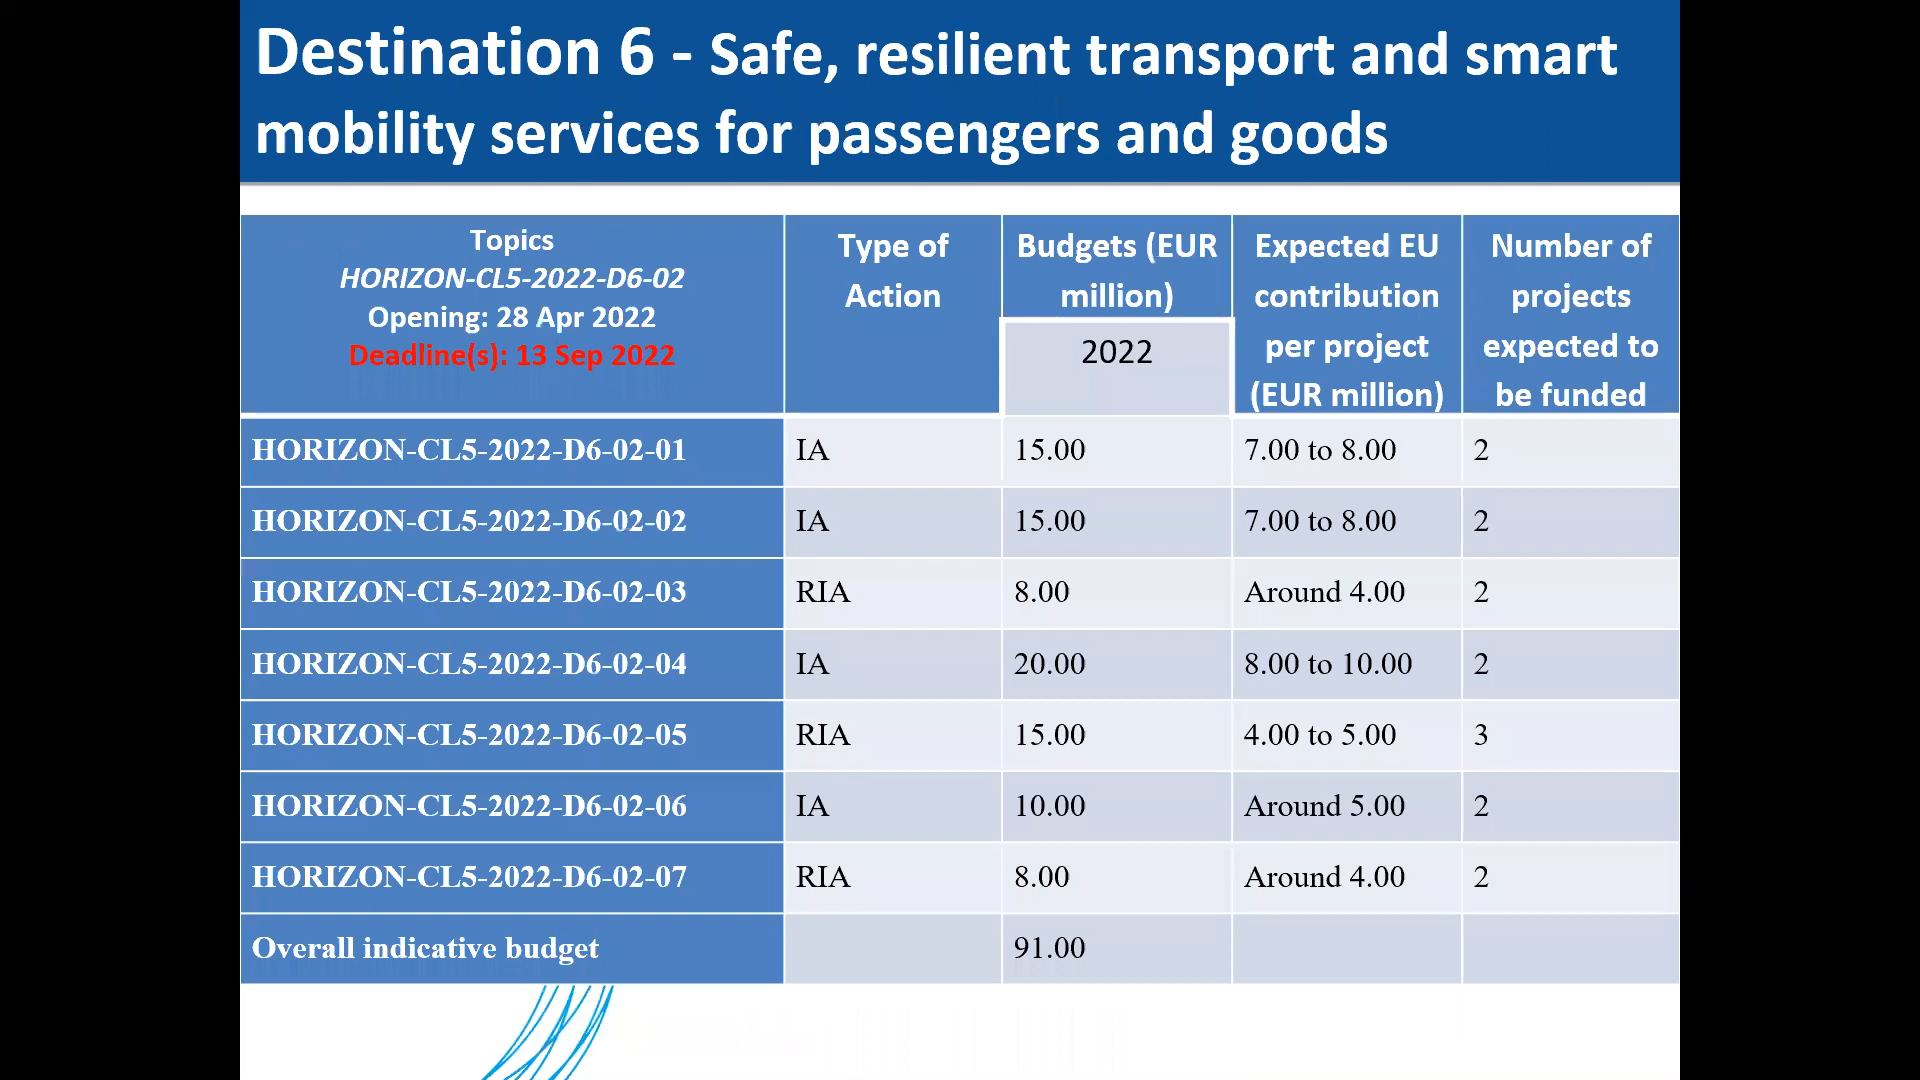 Destination 6 - Safe, resilient transport and smart
mobility services for passengers and goods
Topics
HORIZON-CL5-2022-D6-02
Opening: 28 Apr 2022
Deadline(s): 13 Sep 2022
Type of
Action
Budgets (EUR
million)
2022
Expected EU
contribution
per project
(EUR million)
Number of
projects
expected to
be funded
HORIZON-CL5-2022-D6-02-01 IA 15.00 7.00 to 8.00 2
HORIZON-CL5-2022-D6-02-02 IA 15.00 7.00 to 8.00 2
HORIZON-CL5-2022-D6-02-03 RIA 8.00 Around 4.00 2
HORIZON-CL5-2022-D6-02-04 IA 20.00 8.00 to 10.00 2
HORIZON-CL5-2022-D6-02-05 RIA 15.00 4.00 to 5.00 3
HORIZON-CL5-2022-D6-02-06 IA 10.00 Around 5.00 2
HORIZON-CL5-2022-D6-02-07 RIA 8.00 Around 4.00 2
Overall indicative budget 91.00